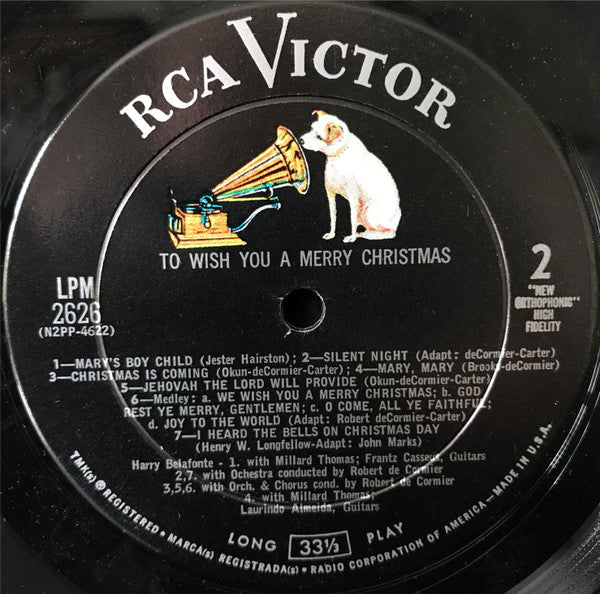 RCA VICTOR
TO WISH YOU A MERRY CHRISTMAS
LPM
2626
(N2PP-4622)
2
"NEW
ORTHOPHONIC"
HIGH
FIDELITY
1—MARY'S BOY CHILD (Jester Hairston); 2—SILENT NIGHT (Adapt: deCormier-Carter)
3—CHRISTMAS IS COMING (Okun-deCormier-Carter); 4—MARY, MARY (Brooks-deCormier)
5—JEHOVAH THE LORD WILL PROVIDE (Okun-deCormier-Carter)
6—Medley: a. WE WISH YOU A MERRY CHRISTMAS; b. GOD
REST YE MERRY, GENTLEMEN; c. O COME, ALL YE FAITHFUL;
d. JOY TO THE WORLD (Adapt: Robert deCormier-Carter)
7—I HEARD THE BELLS ON CHRISTMAS DAY
(Henry W. Longfellow-Adapt: John Marks)
Harry Belafonte - 1. with Millard Thomas; Frantz Casseus, Guitars
2,7. with Ochestra conducted by Robert de Cormier
3,5,6. with Orch. & Chorus cond. by Robert de Cormier
4. with Millard Thomas;
Laurindo Almeida, Guitars
LONG 33⅓ PLAY
TMK(s) ® REGISTERED • MARCA(s) REGISTRADA(s) • RADIO CORPORATION OF AMERICA—MADE IN U.S.A.